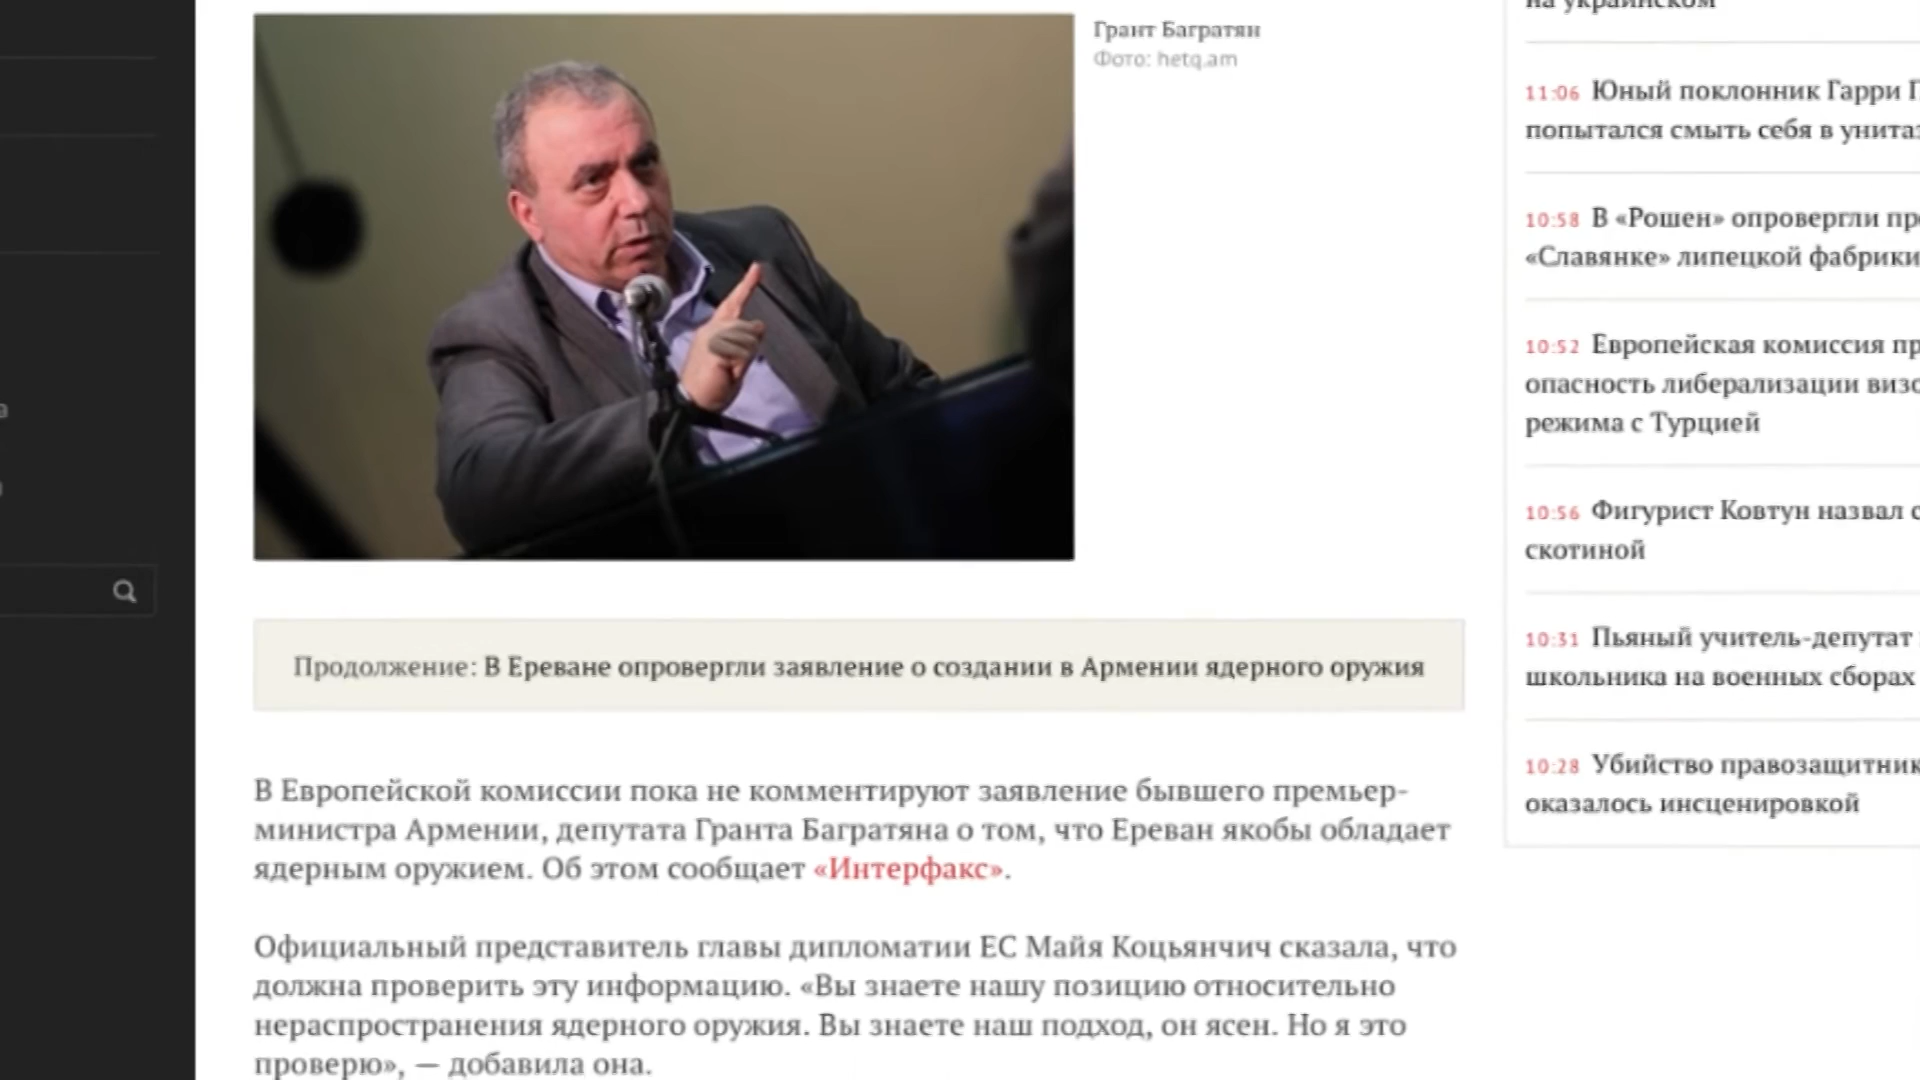 Грант Багратян
Фото: hetq.am
Продолжение: В Ереване опровергли заявление о создании в Армении ядерного оружия
В Европейской комиссии пока не комментируют заявление бывшего премьер-
министра Армении, депутата Гранта Багратяна о том, что Ереван якобы обладает
ядерным оружием. Об этом сообщает «Интерфакс».
Официальный представитель главы дипломатии ЕС Майя Коцьянчич сказала, что
должна проверить эту информацию. «Вы знаете нашу позицию относительно
нераспространения ядерного оружия. Вы знаете наш подход, он ясен. Но я это
проверю», — добавила она.
на украинском
11:06 Юный поклонник Гарри
попытался смыть себя в унитаз
10:58 В «Рошен» опровергли
«Славянке» липецкой фабрики
10:52 Европейская комиссия
опасность либерализации
режима с Турцией
10:56 Фигурист Ковтун назвал
скотиной
10:31 Пьяный учитель-депутат
школьника на военных сборах
10:28 Убийство правозащитник
оказалось инсценировкой